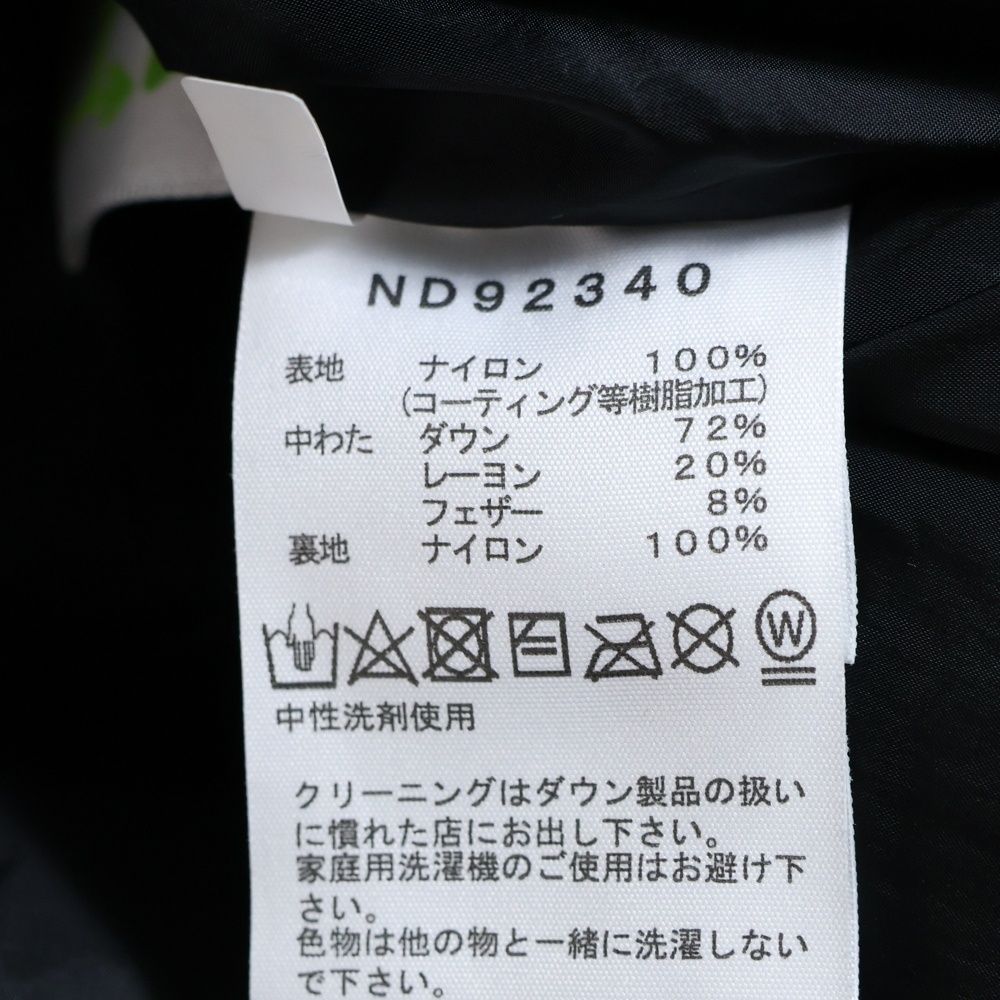 ND92340
表地 ナイロン 100%
(コーティング等樹脂加工)
中わた ダウン 72%
レーヨン 20%
フェザー 8%
裏地 ナイロン 100%
W
中性洗剤使用
クリーニングはダウン製品の扱い
に慣れた店にお出し下さい。
家庭用洗濯機のご使用はお避け下
さい。
色物は他の物と一緒に洗濯しない
で下さい。